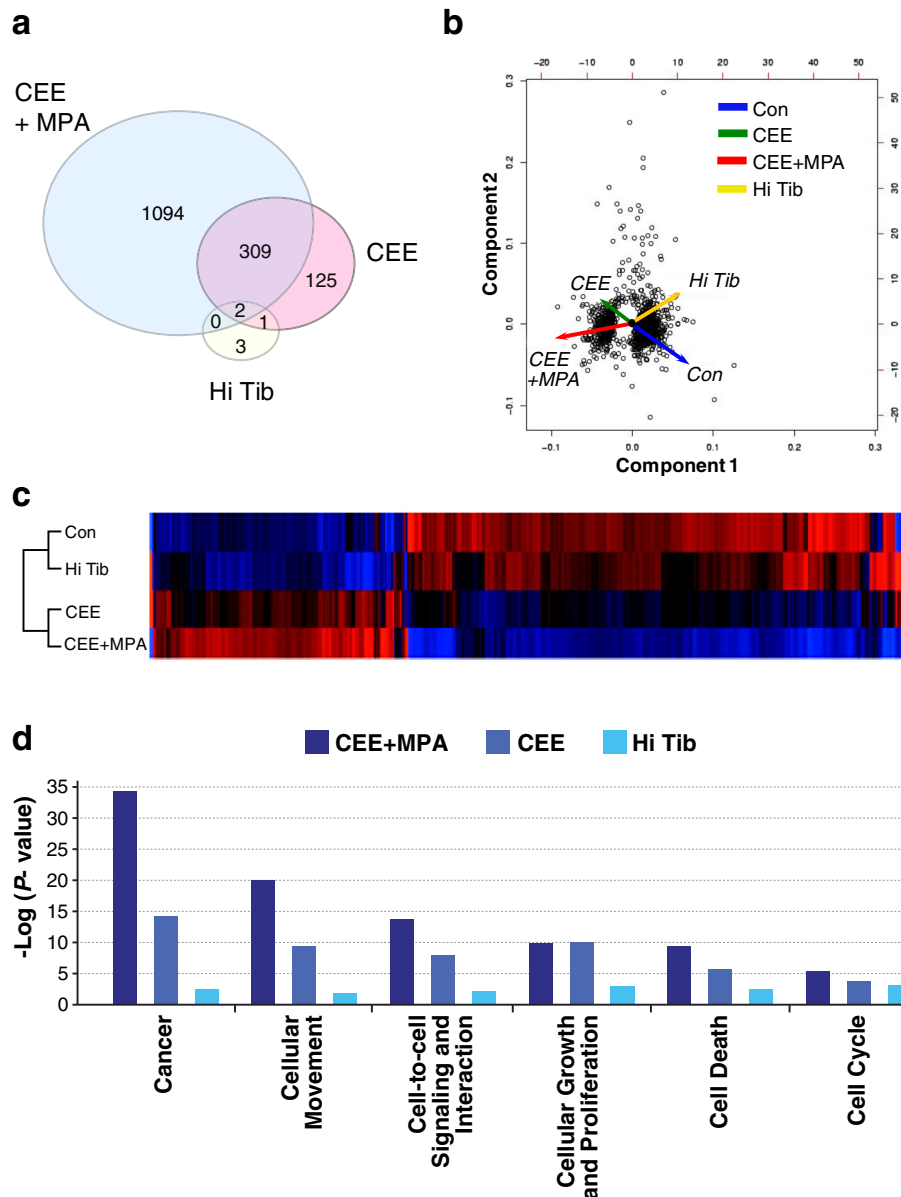 a
CEE
+ MPA
1094
309
CEE
125
2
0
1
3
Hi Tib
b
-20 -10 0 10 20 30 40 50
0.3
0.2
0.1
0.0
-0.1
Component 2
Con
CEE
CEE+MPA
Hi Tib
CEE
Hi Tib
CEE
+MPA
Con
50
40
30
20
10
0
-10
-20
-0.1 0.0 0.1 0.2 0.3
Component 1
c
Con
Hi Tib
CEE
CEE+MPA
d
CEE+MPA CEE Hi Tib
-Log (P- value)
35
30
25
20
15
10
5
0
Cancer
Cellular
Movement
Cell-to-cell
Signaling and
Interaction
Cellular Growth
and Proliferation
Cell Death
Cell Cycle